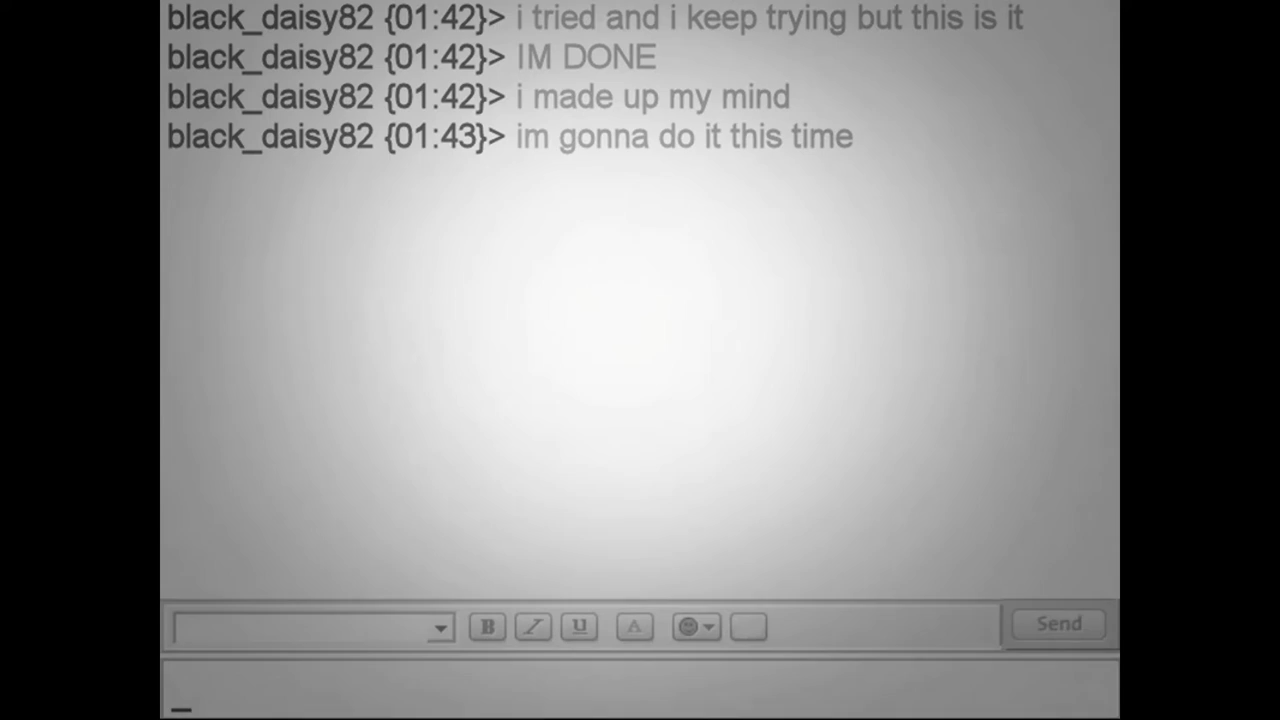 black_daisy82 {01:42}> i tried and i keep trying but this is it
black_daisy82 {01:42}> IM DONE
black_daisy82 {01:42}> i made up my mind
black_daisy82 {01:43}> im gonna do it this time
B I U A
Send